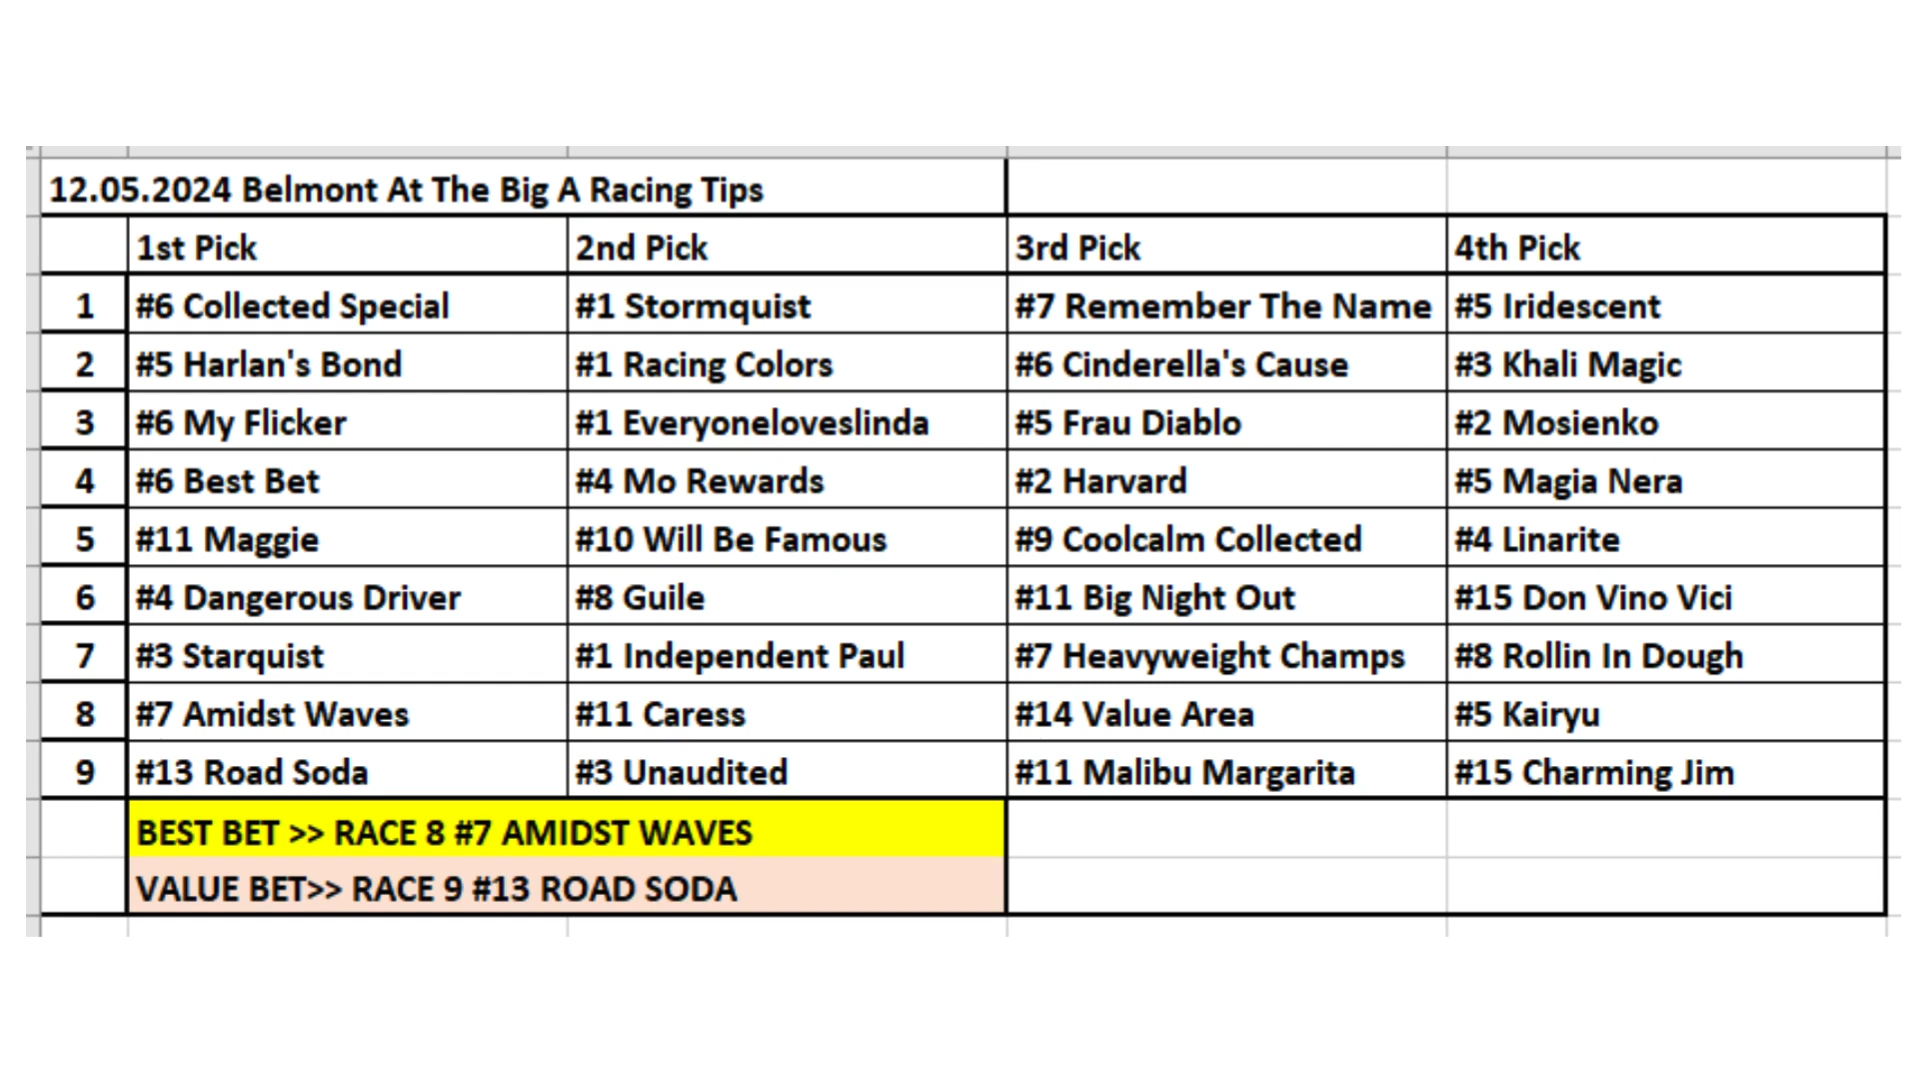 12.05.2024 Belmont At The Big A Racing Tips
1st Pick 2nd Pick 3rd Pick 4th Pick
1 #6 Collected Special #1 Stormquist #7 Remember The Name #5 Iridescent
2 #5 Harlan's Bond #1 Racing Colors #6 Cinderella's Cause #3 Khali Magic
3 #6 My Flicker #1 Everyoneloveslinda #5 Frau Diablo #2 Mosienko
4 #6 Best Bet #4 Mo Rewards #2 Harvard #5 Magia Nera
5 #11 Maggie #10 Will Be Famous #9 Coolcalm Collected #4 Linarite
6 #4 Dangerous Driver #8 Guile #11 Big Night Out #15 Don Vino Vici
7 #3 Starquist #1 Independent Paul #7 Heavyweight Champs #8 Rollin In Dough
8 #7 Amidst Waves #11 Caress #14 Value Area #5 Kairyu
9 #13 Road Soda #3 Unaudited #11 Malibu Margarita #15 Charming Jim
BEST BET >> RACE 8 #7 AMIDST WAVES
VALUE BET>> RACE 9 #13 ROAD SODA